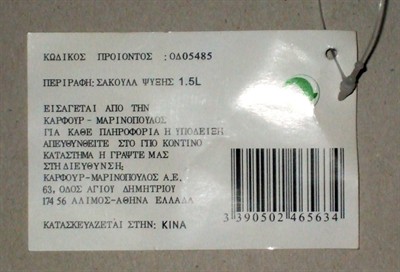 ΚΩΔΙΚΟΣ ΠΡΟΙΟΝΤΟΣ :ΟΔ05485
ΠΕΡΙΓΡΑΦΗ: ΣΑΚΟΥΛΑ ΨΥΞΗΣ 1.5L
ΕΙΣΑΓΕΤΑΙ ΑΠΟ ΤΗΝ
ΚΑΡΦΟΥΡ - ΜΑΡΙΝΟΠΟΥΛΟΣ
ΓΙΑ ΚΑΘΕ ΠΛΗΡΟΦΟΡΙΑ Η ΥΠΟΔΕΙΞΗ
ΑΠΕΥΘΥΝΘΕΙΤΕ ΣΤΟ ΠΙΟ ΚΟΝΤΙΝΟ
ΚΑΤΑΣΤΗΜΑ Η ΓΡΑΨΤΕ ΜΑΣ
ΣΤΗ ΔΙΕΥΘΥΝΣΗ:
ΚΑΡΦΟΥΡ-ΜΑΡΙΝΟΠΟΥΛΟΣ Α.Ε.
63, ΟΔΟΣ ΑΓΙΟΥ ΔΗΜΗΤΡΙΟΥ
174 56 ΑΛΙΜΟΣ-ΑΘΗΝΑ ΕΛΛΑΔΑ
ΚΑΤΑΣΚΕΥΑΖΕΤΑΙ ΣΤΗΝ: ΚΙΝΑ
3 390502 465634